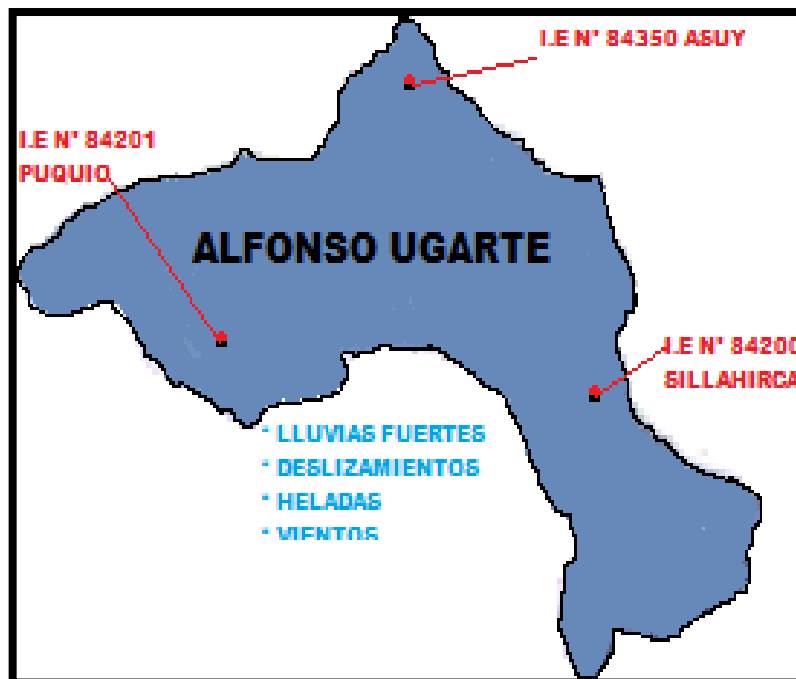 I.E N° 84350 ASUY
I.E N° 84201
PUQUIO
ALFONSO UGARTE
I.E N° 84200
SILLAHIRCA
* LLUVIAS FUERTES
* DESLIZAMIENTOS
* HELADAS
* VIENTOS